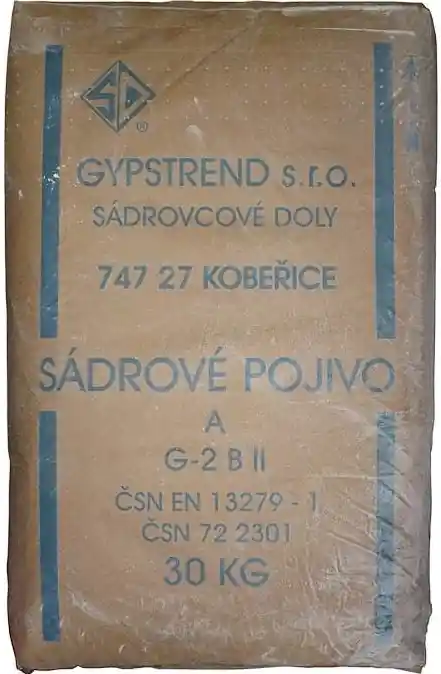 SD
®
GYPSTREND s.r.o.
SÁDROVCOVÉ DOLY
747 27 KOBEŘICE
SÁDROVÉ POJIVO
A
G-2 B II
ČSN EN 13279 - 1
ČSN 72 2301
30 KG